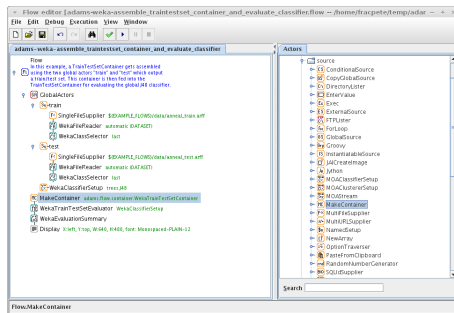 Flow editor [adams-weka-assemble_traintestset_container_and_evaluate_classifier.flow -- /home/fracpete/temp/adar
File Edit Debug Execution View Window
adams-weka-assemble_traintestset_container_and_evaluate_classifier
Flow
In this example, a TrainTestSetContainer gets assembled
using the two global actors "train" and "test" which output
a train/test set. This container is then fed into the
TrainTestSetContainer for evaluating the global J48 classifier.
GlobalActors
train
SingleFileSupplier $EXAMPLE_FLOWS/data/anneal_train.arff
WekaFileReader automatic (DATASET)
WekaClassSelector last
test
SingleFileSupplier $EXAMPLE_FLOWS/data/anneal_test.arff
WekaFileReader automatic (DATASET)
WekaClassSelector last
WekaClassifierSetup trees.J48
MakeContainer adams.flow.container.WekaTrainTestSetContainer
WekaTrainTestSetEvaluator WekaClassifierSetup
WekaEvaluationSummary
Display X:left, Y:top, W:640, H:480, font: Monospaced-PLAIN-12
Actors
source
ConditionalSource
CopyGlobalSource
DirectoryLister
EnterValue
Exec
ExternalSource
FTPLister
ForLoop
GlobalSource
Groovy
InstantiatableSource
JAICreateImage
Jython
MOAClassifierSetup
MOAClustererSetup
MOAStream
MakeContainer
MultiFileSupplier
MultiURLSupplier
NamedSetup
NewArray
OptionTraverser
PasteFromClipboard
RandomNumberGenerator
SQLIdSupplier
Search
Flow.MakeContainer